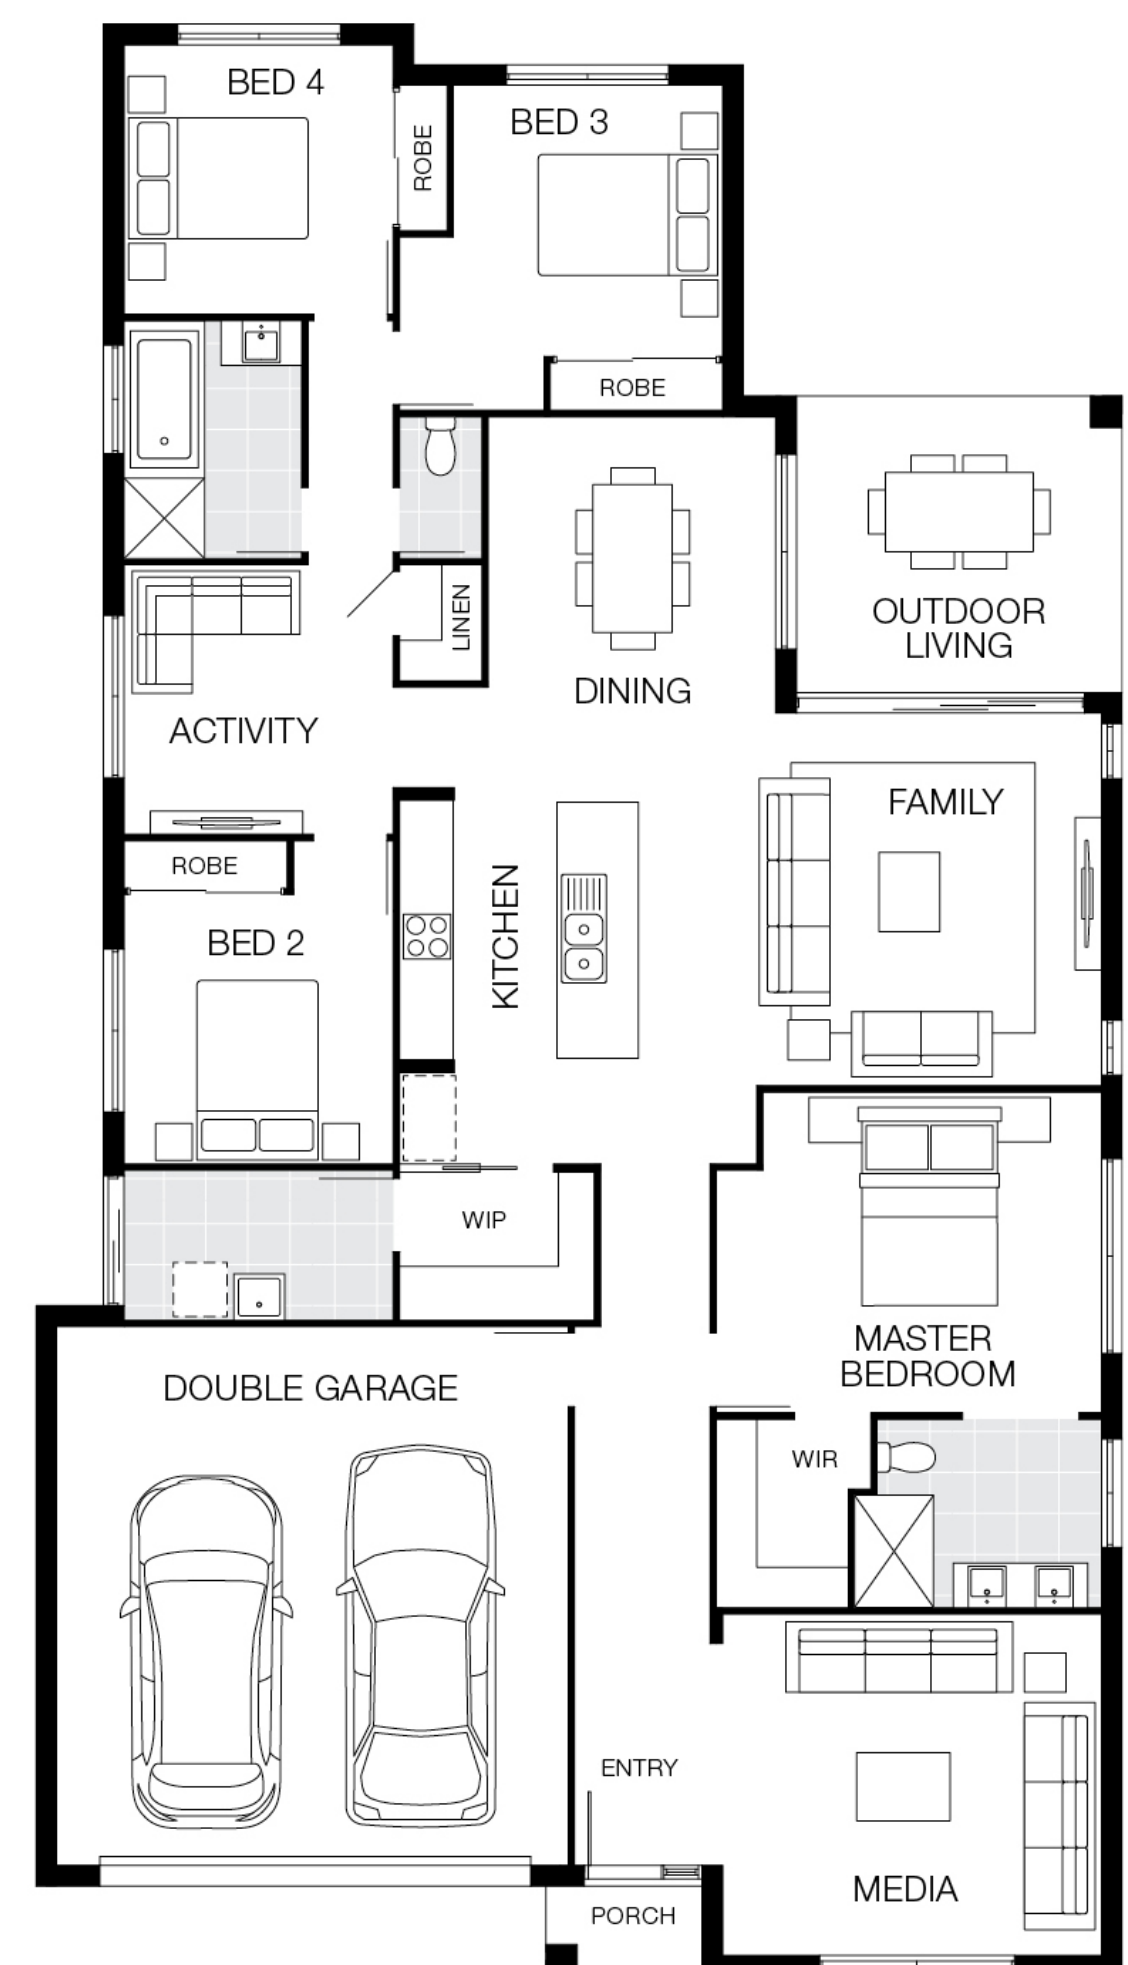 BED 4
BED 3
ROBE
ROBE
OUTDOOR
LIVING
LINEN
DINING
ACTIVITY
FAMILY
ROBE
KITCHEN
BED 2
WIP
MASTER
BEDROOM
DOUBLE GARAGE
WIR
ENTRY
MEDIA
PORCH